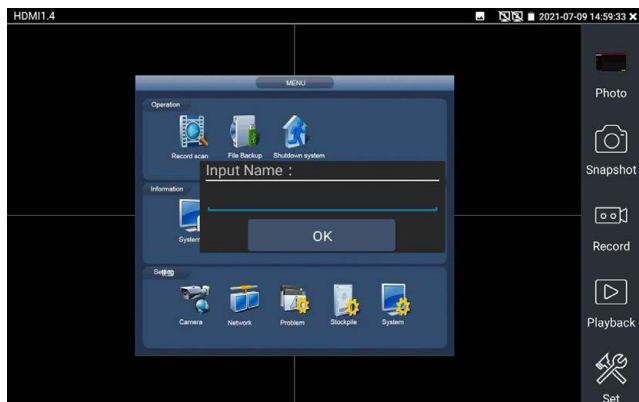 HDMI1.4
2021-07-09 14:59:33
MENU
Operation
Record scan
File Backup
Shutdown system
Input Name :
Information
System
OK
Camera
Network
Problem
Stockpile
System
Photo
Snapshot
Record
Playback
Set